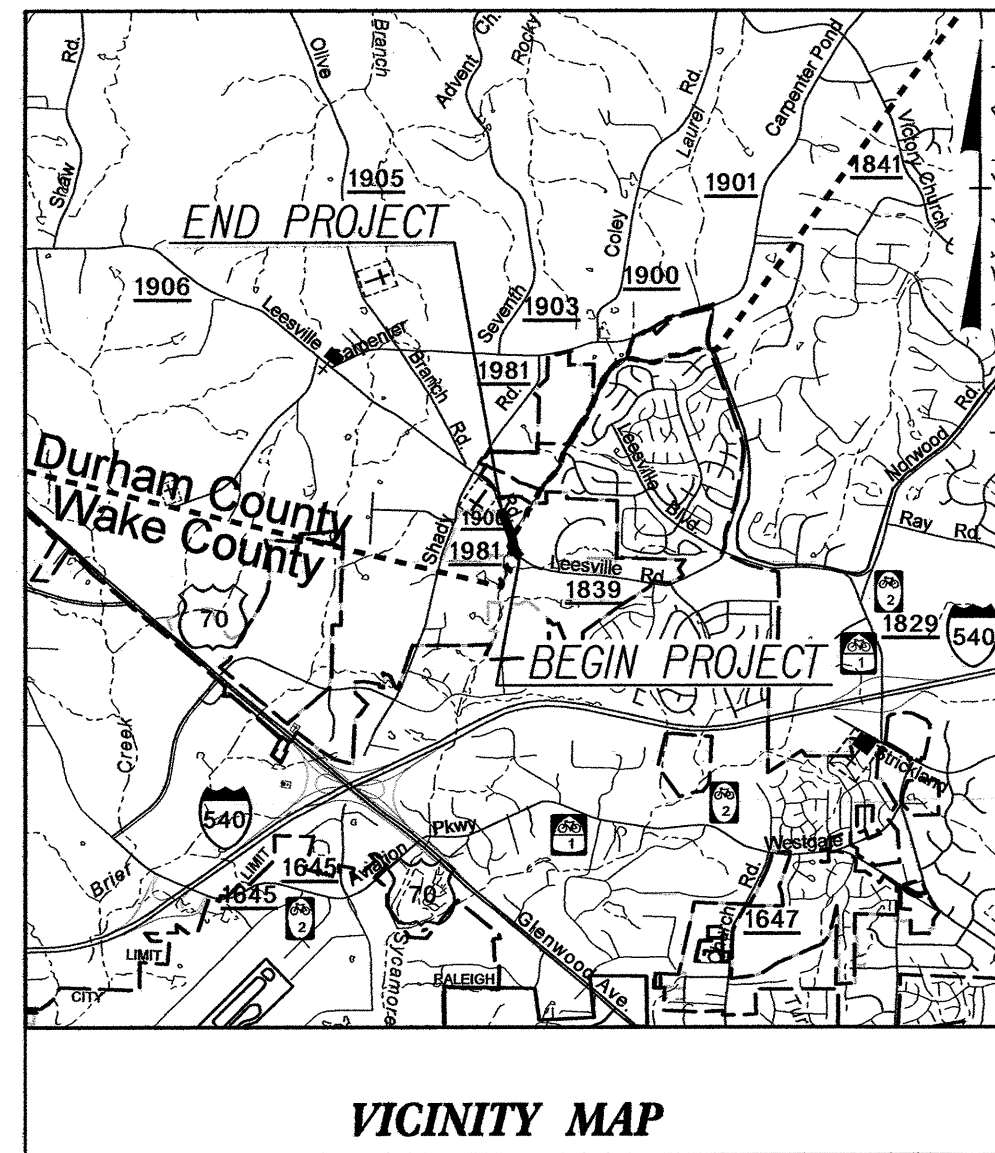 Rd.
Shaw
Olive
Branch
Advent Ch.
Rocky
Rd.
Laurel
Coley
Carpenter Pond
Victory Church
1841
1905
1901
END PROJECT
1906
1900
1903
Seventh
Leesville
Carpenter
Branch
Rd.
1981
Rd.
Leesville
Blvd
Norwood
Rd.
Ray Rd.
Durham County
Wake County
1981
Shady
Leesville Rd.
1839
70
2
1829
540
1
BEGIN PROJECT
Creek
Brier
540
Strickland
2
Pkwy
1
Westgate
Aviation
LIMIT
1645
1645
70
2
Rd
Church
1647
Glenwood Ave
LIMIT
CITY
Sycamore
RALEIGH
VICINITY MAP